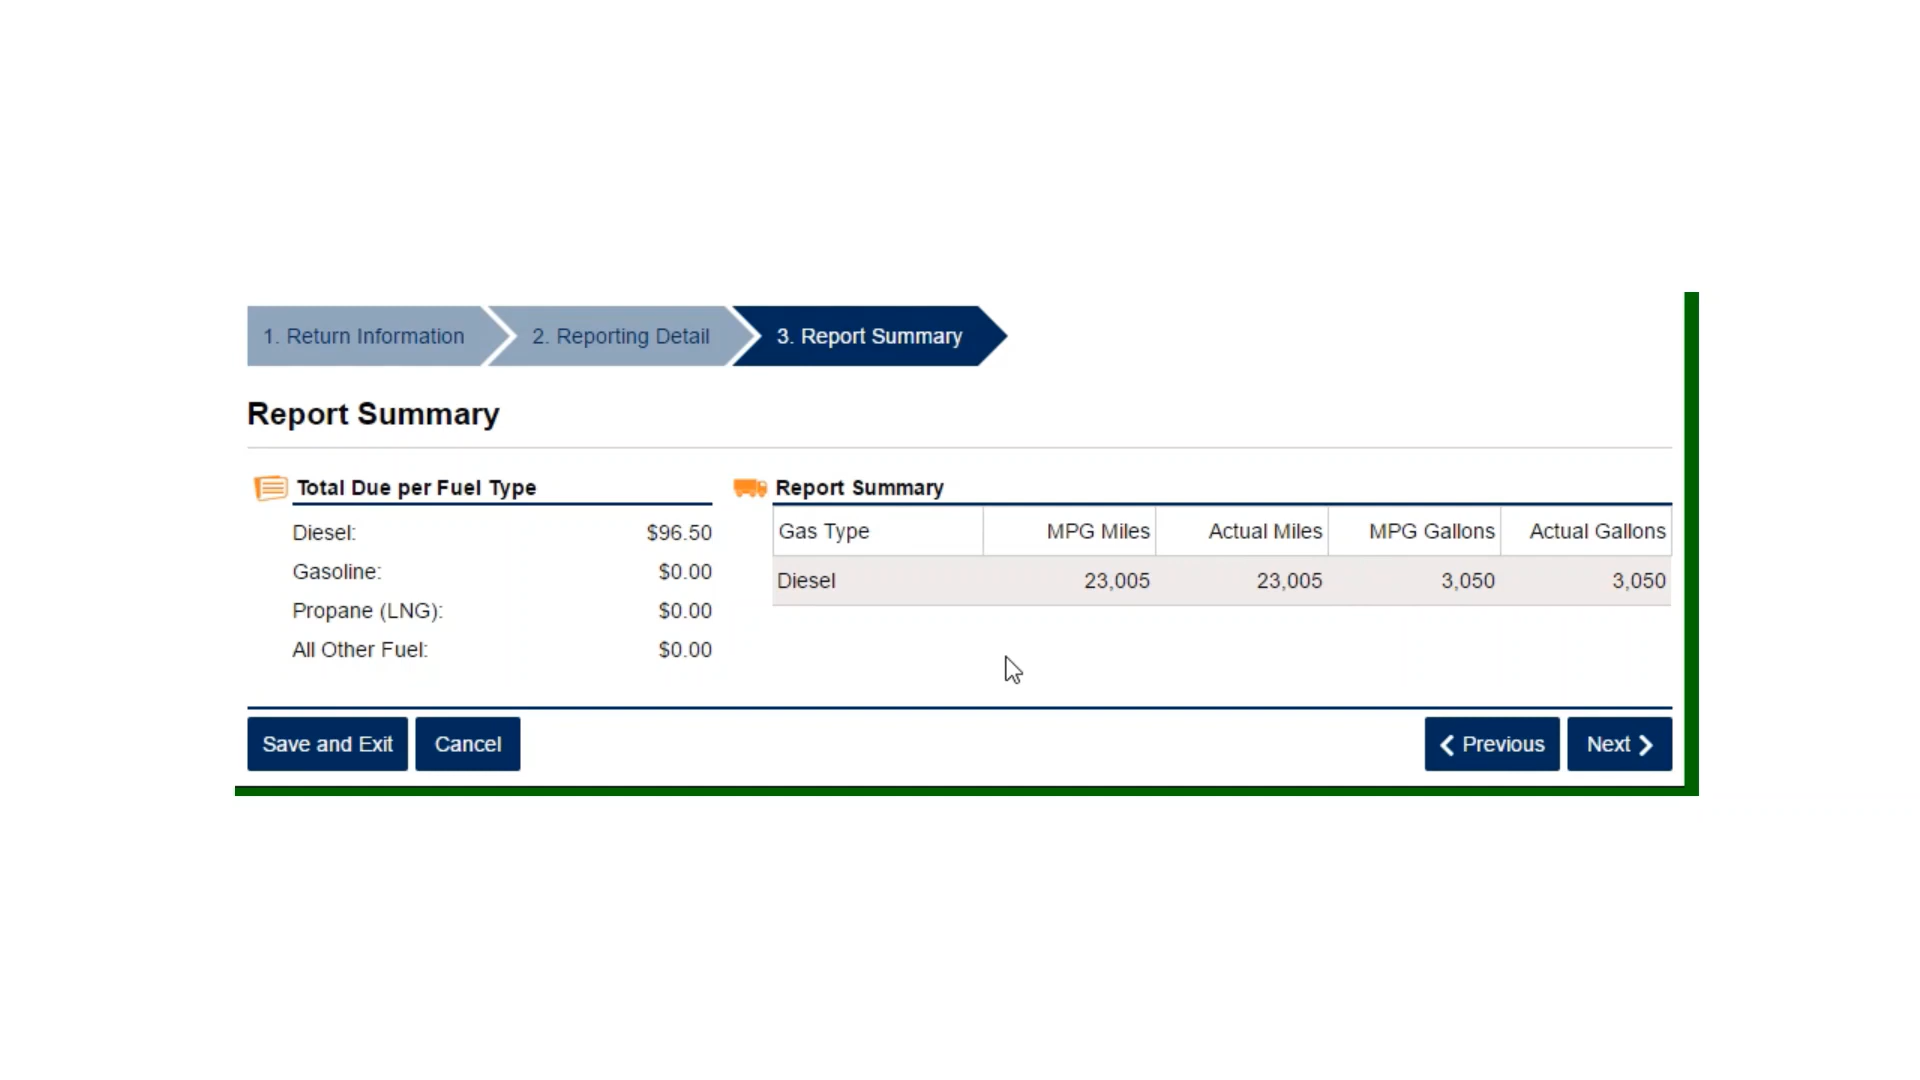 1. Return Information 2. Reporting Detail 3. Report Summary
Report Summary
Total Due per Fuel Type
Diesel: $96.50
Gasoline: $0.00
Propane (LNG): $0.00
All Other Fuel: $0.00
Report Summary
Gas Type MPG Miles Actual Miles MPG Gallons Actual Gallons
Diesel 23,005 23,005 3,050 3,050
Save and Exit Cancel Previous Next